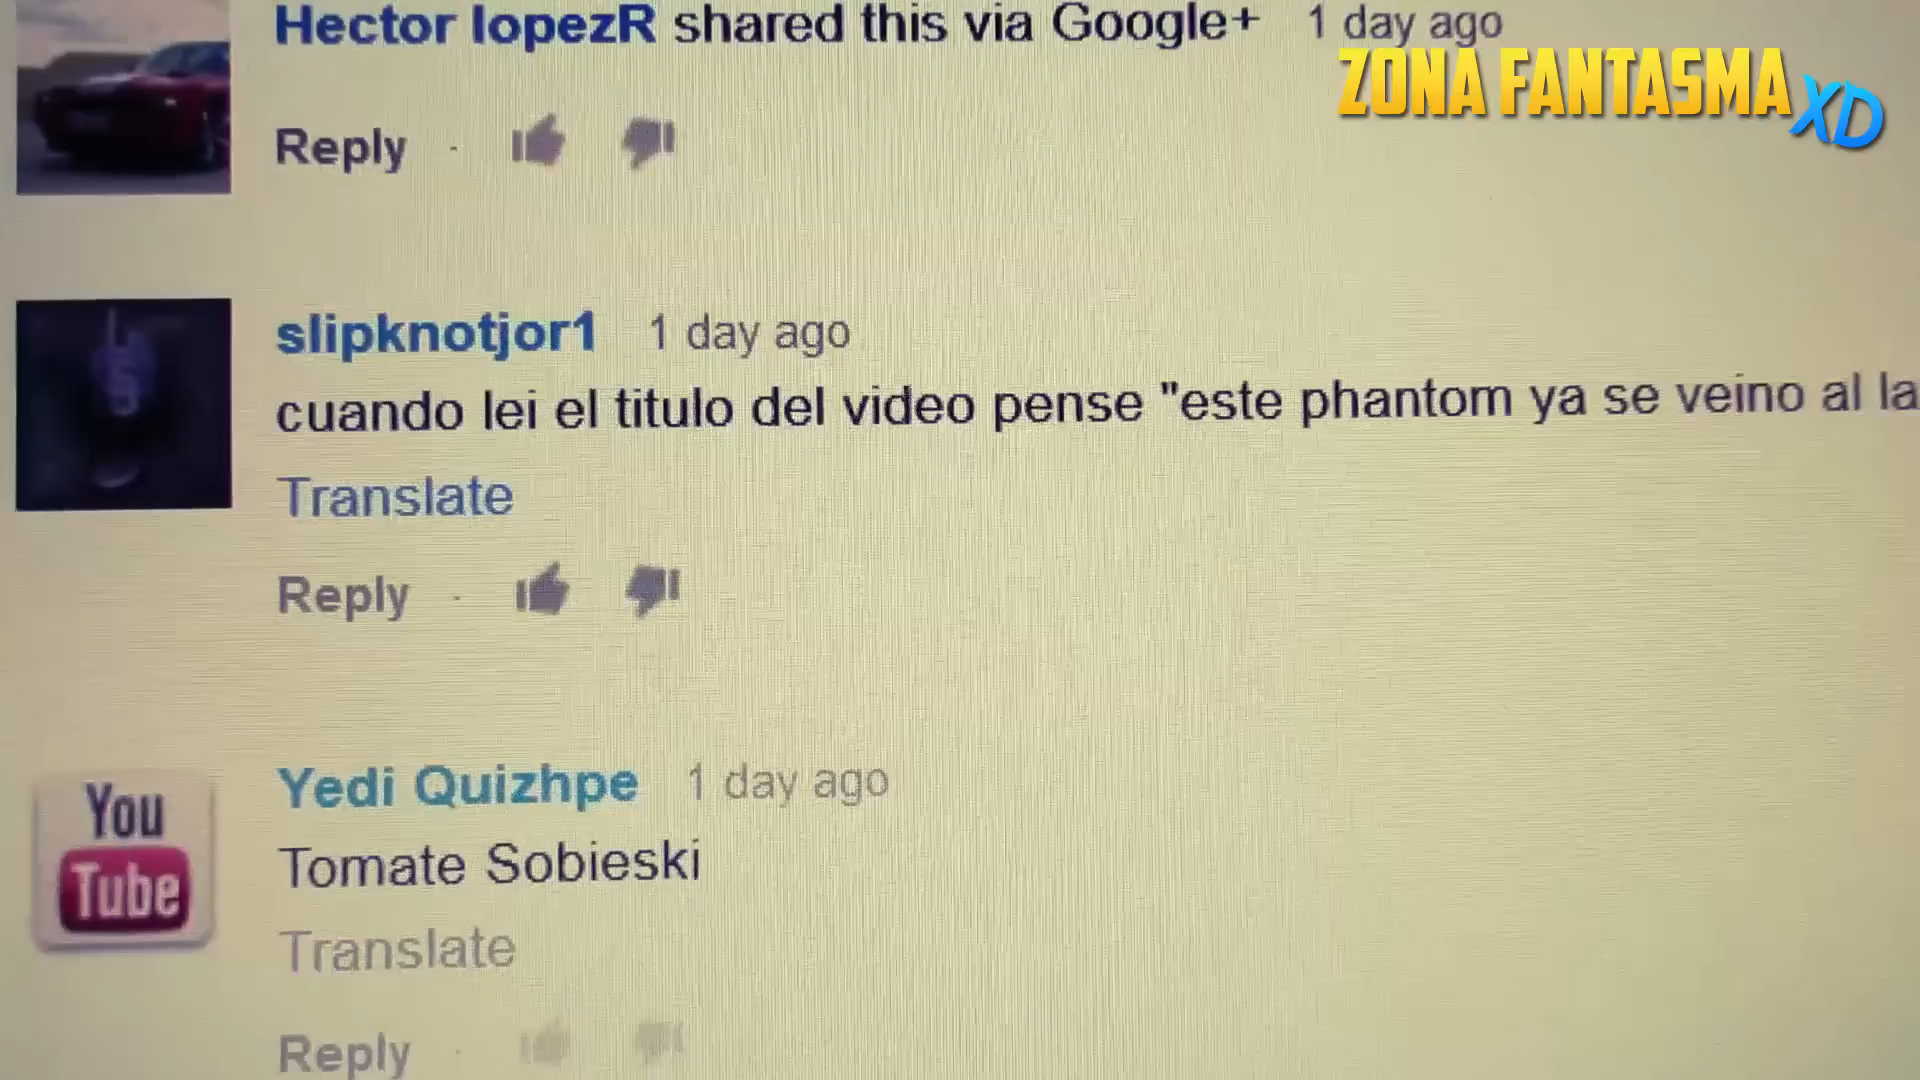 Hector lopezR shared this via Google+ 1 day ago
ZONA FANTASMA XD
Reply
slipknotjor1 1 day ago
cuando lei el titulo del video pense "este phantom ya se veino al la
Translate
Reply
You
Tube
Yedi Quizhpe 1 day ago
Tomate Sobieski
Translate
Reply